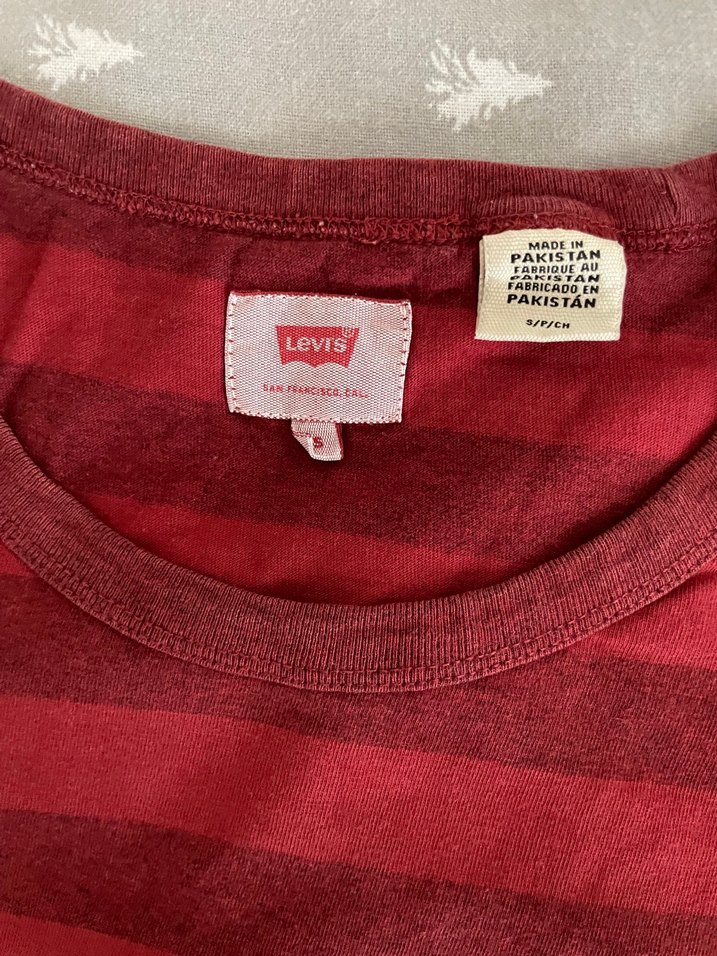 MADE IN
PAKISTAN
FABRIQUE AU
PAKISTAN
FABRICADO EN
PAKISTÁN
S/P/CH
Levi's
SAN FRANCISCO, CAL.
S